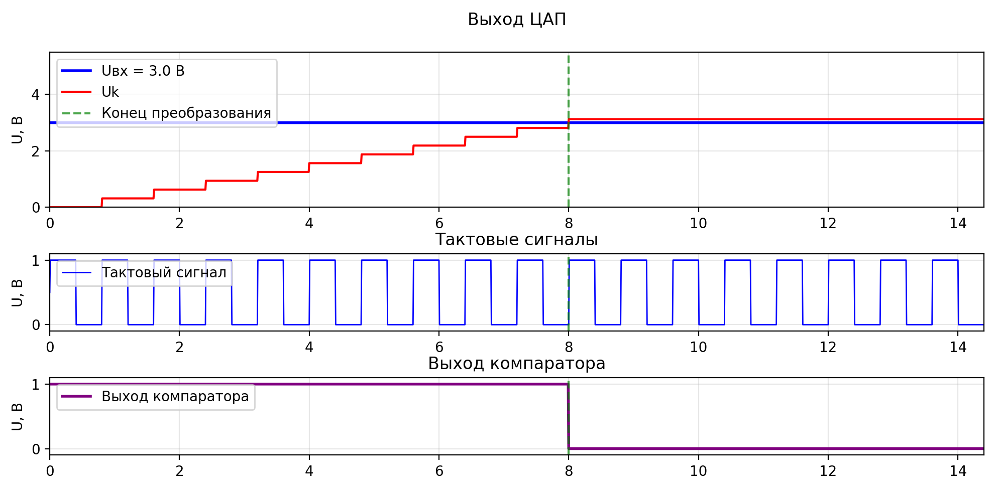 Выход ЦАП
U, В
4
2
0
Uвх = 3.0 В
Uk
Конец преобразования
0 2 4 6 8 10 12 14
Тактовые сигналы
U, В
1
0
Тактовый сигнал
0 2 4 6 8 10 12 14
Выход компаратора
U, В
1
0
Выход компаратора
0 2 4 6 8 10 12 14